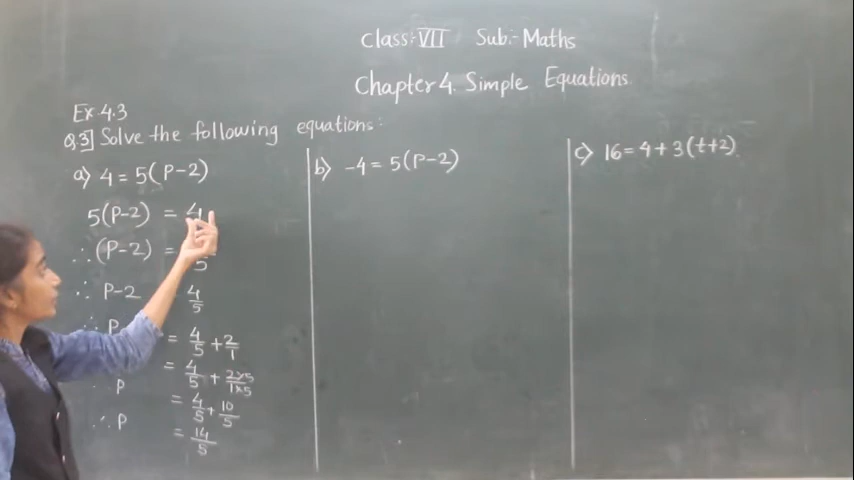 Class:- VII Sub:- Maths
Chapter 4. Simple Equations
Ex. 4.3
Q.3] Solve the following equations:
a) 4 = 5(P-2)
5(P-2) = 4
∴ (P-2) = 5
∴ P-2 4/5
∴ P = 4/5 + 2/1
= 4/5 + 2×5/1×5
P = 4/5 + 10/5
∴ P = 14/5
b) -4 = 5(P-2)
c) 16 = 4 + 3(t+2)